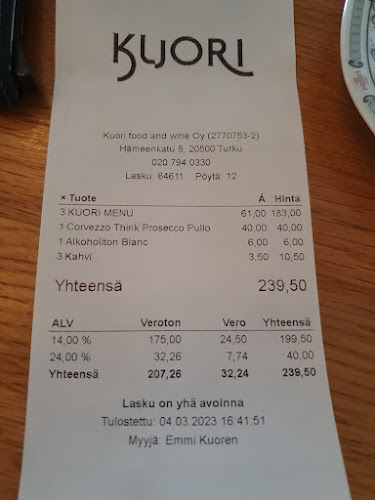 KUORI
Kuori food and wine Oy (2770753-2)
Hämeenkatu 8, 20500 Turku
020 794 0330
Lasku: 64611 Pöytä: 12
× Tuote Á Hinta
3 KUORI MENU 61,00 183,00
1 Corvezzo Think Prosecco Pullo 40,00 40,00
1 Alkoholiton Blanc 6,00 6,00
3 Kahvi 3,50 10,50
Yhteensä 239,50
ALV Veroton Vero Yhteensä
14,00 % 175,00 24,50 199,50
24,00 % 32,26 7,74 40,00
Yhteensä 207,26 32,24 239,50
Lasku on yhä avoinna
Tulostettu: 04.03.2023 16:41:51
Myyjä: Emmi Kuoren